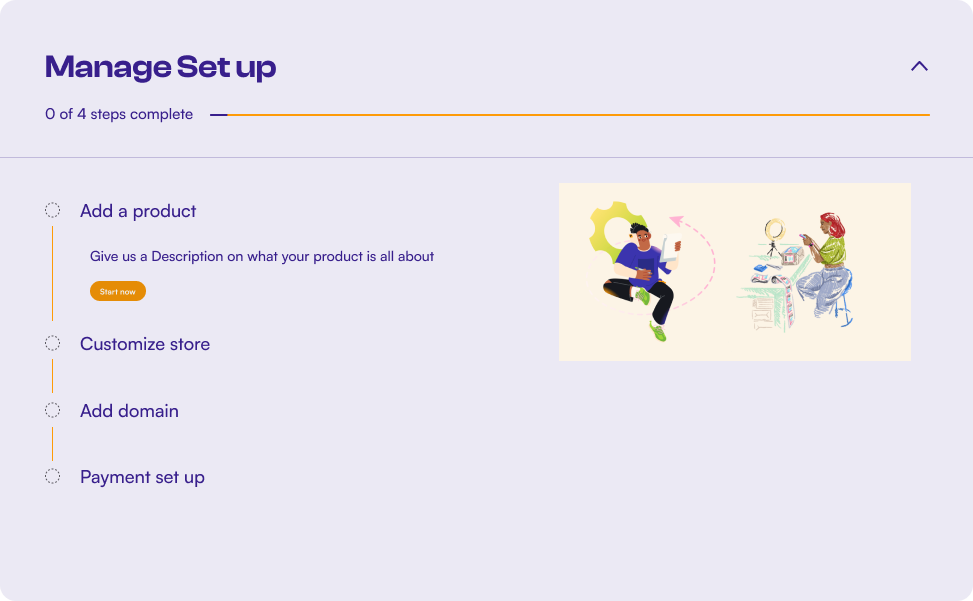 Manage Set up
0 of 4 steps complete
Add a product
Give us a Description on what your product is all about
Start now
Customize store
Add domain
Payment set up